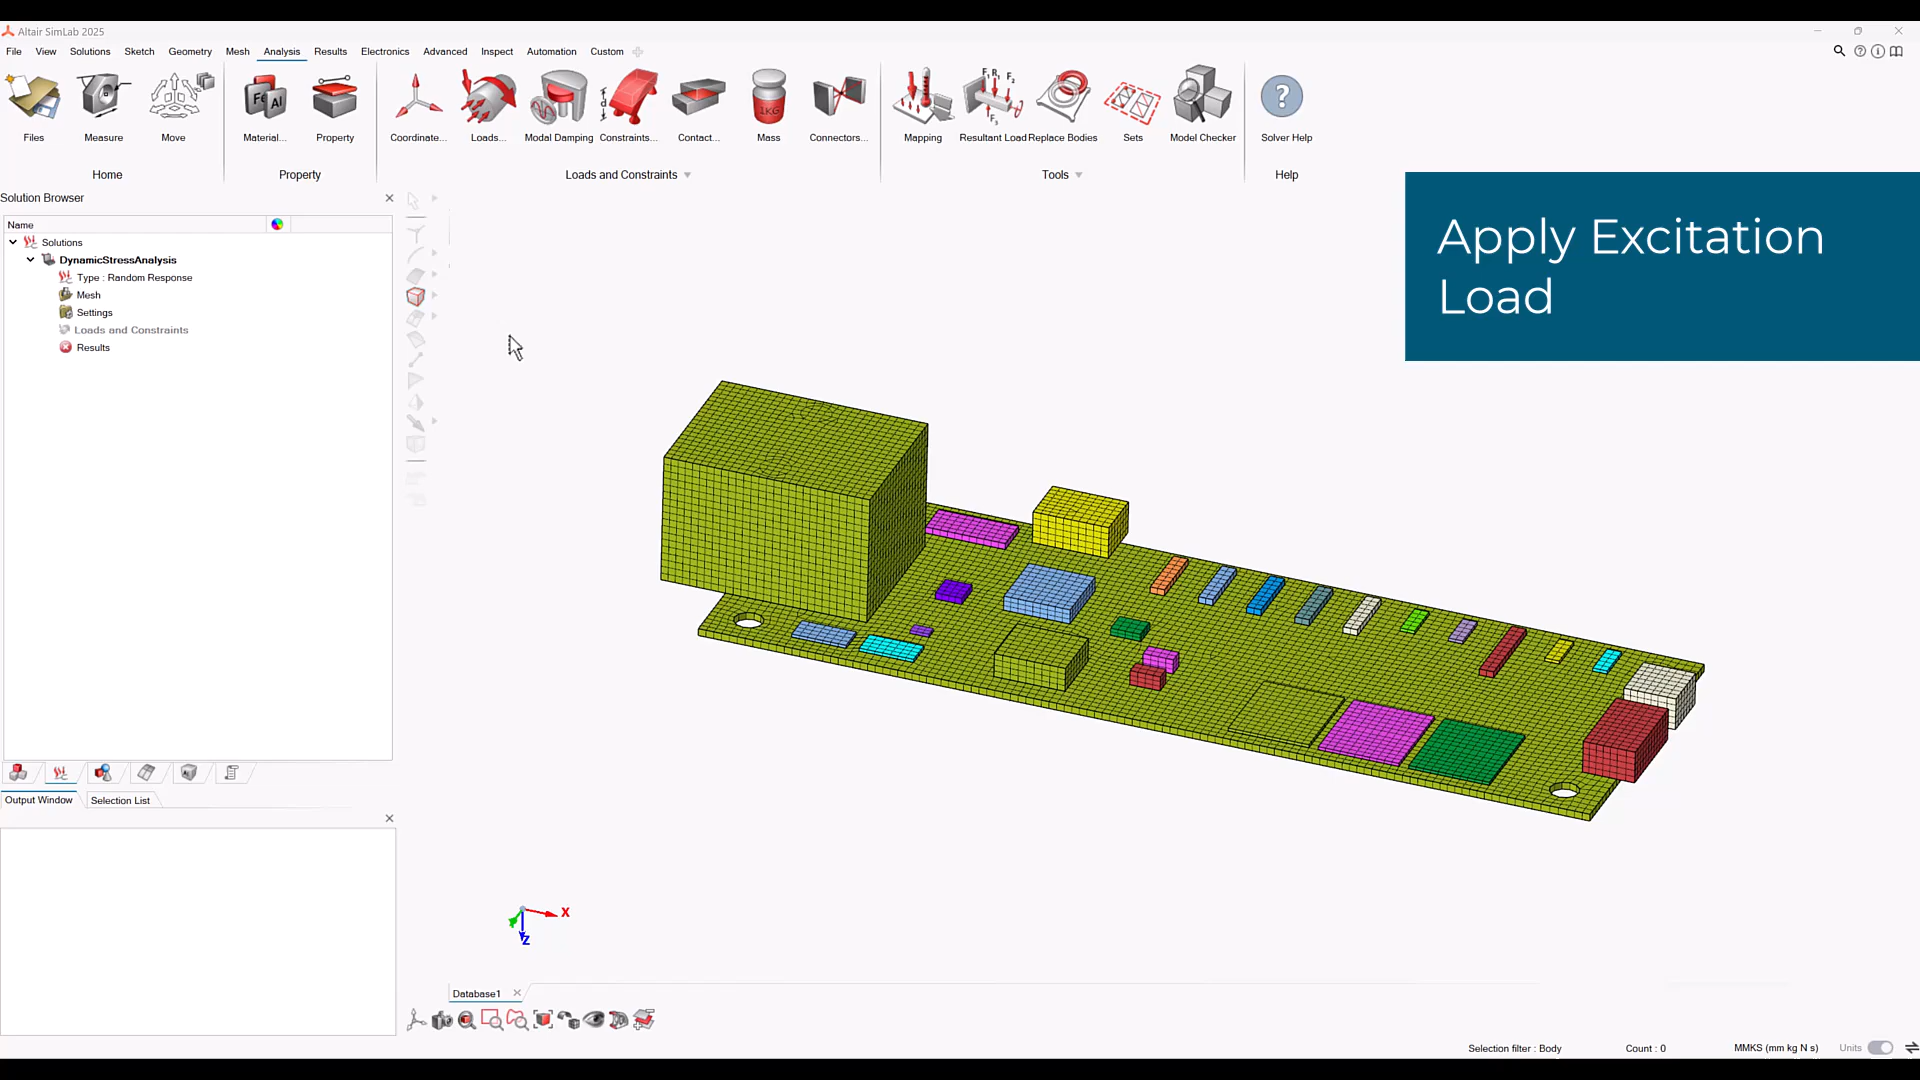 Altair SimLab 2025
File View Solutions Sketch Geometry Mesh Analysis Results Electronics Advanced Inspect Automation Custom
Files Measure Move Material... Property Coordinate... Loads... Modal Damping Constraints... Contact... Mass Connectors... Mapping Resultant Load Replace Bodies Sets Model Checker Solver Help
Home Property Loads and Constraints Tools Help
Apply Excitation
Load
Solution Browser
Name
Solutions
DynamicStressAnalysis
Type : Random Response
Mesh
Settings
Loads and Constraints
Results
Output Window Selection List
X
Z
Database1
Selection filter : Body Count : 0 MMKS (mm kg N s) Units